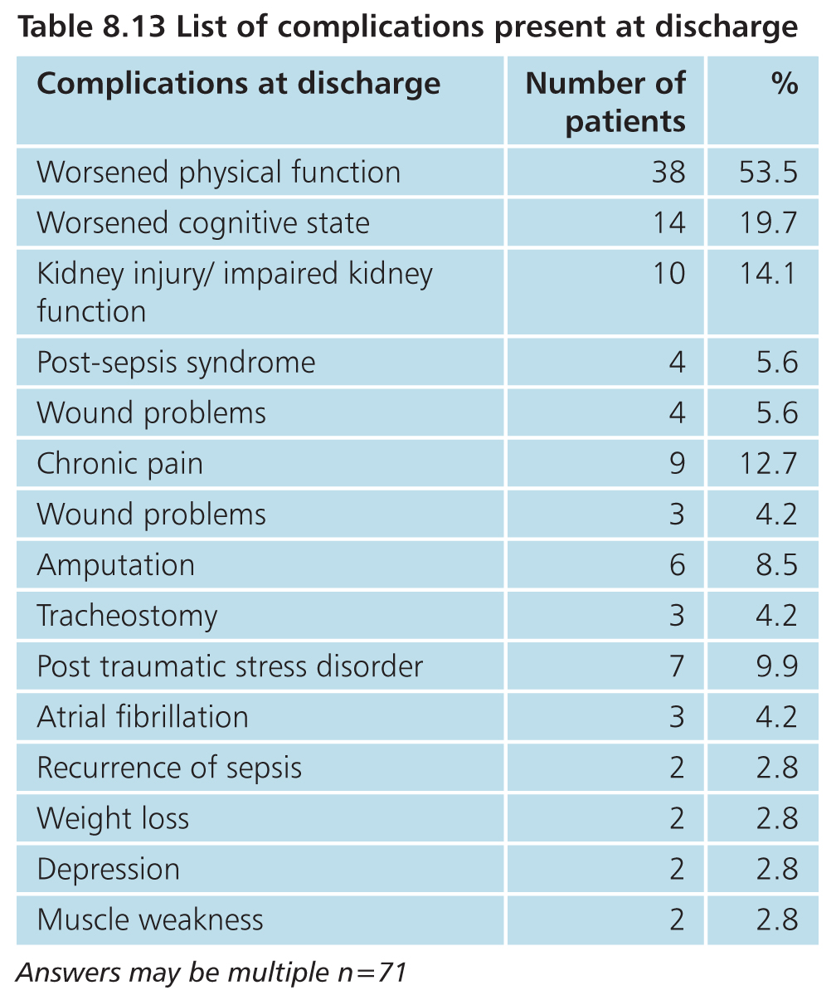 Table 8.13 List of complications present at discharge
Complications at discharge Number of patients %
Worsened physical function 38 53.5
Worsened cognitive state 14 19.7
Kidney injury/ impaired kidney function 10 14.1
Post-sepsis syndrome 4 5.6
Wound problems 4 5.6
Chronic pain 9 12.7
Wound problems 3 4.2
Amputation 6 8.5
Tracheostomy 3 4.2
Post traumatic stress disorder 7 9.9
Atrial fibrillation 3 4.2
Recurrence of sepsis 2 2.8
Weight loss 2 2.8
Depression 2 2.8
Muscle weakness 2 2.8
Answers may be multiple n=71